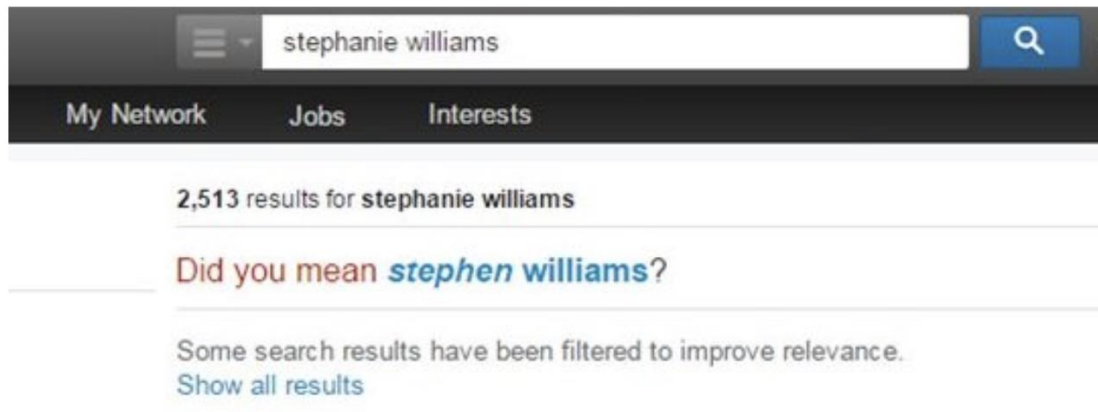 stephanie williams
My Network Jobs Interests
2,513 results for stephanie williams
Did you mean stephen williams?
Some search results have been filtered to improve relevance.
Show all results